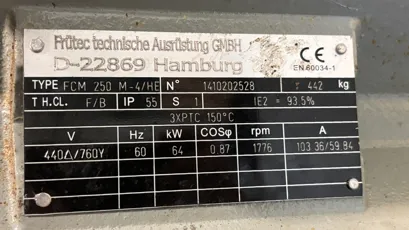 Frütec technische Ausrüstung GMBH
D-22869 Hamburg
CE
EN 60034-1
TYPE FCM 250 M-4/HE N° 1410202528 442 kg
TH.CL. F/B IP 55 S 1 IE2 = 93,5%
3XPTC 150°C
V Hz kW COSφ rpm A
440Δ/760Y 60 64 0.87 1776 103.36/59.84